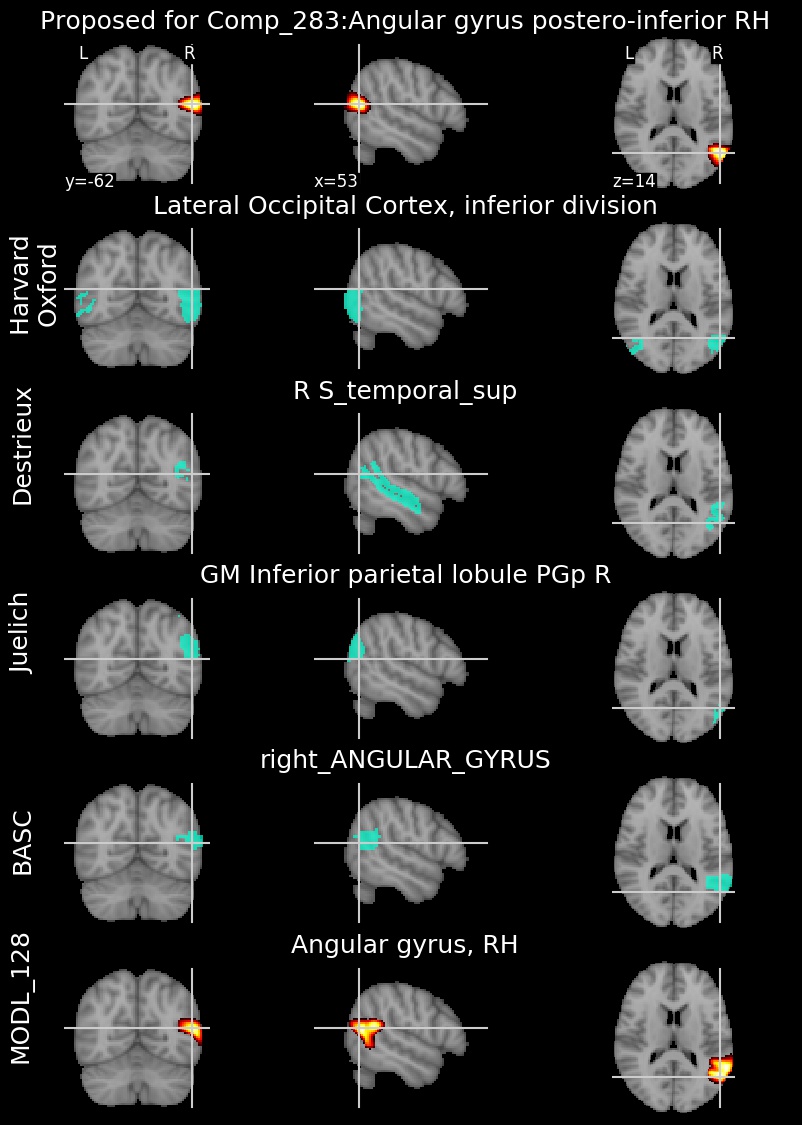 Proposed for Comp_283:Angular gyrus postero-inferior RH
L R L R
y=-62 x=53 z=14
Lateral Occipital Cortex, inferior division
Harvard
Oxford
R S_temporal_sup
Destrieux
GM Inferior parietal lobule PGp R
Juelich
right_ANGULAR_GYRUS
BASC
Angular gyrus, RH
MODL_128